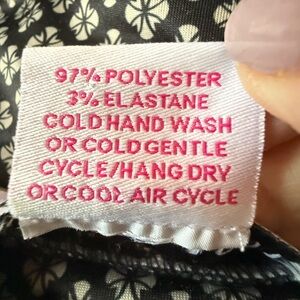 97% POLYESTER
3% ELASTANE
COLD HAND WASH
OR COLD GENTLE
CYCLE/HANG DRY
OR COOL AIR CYCLE